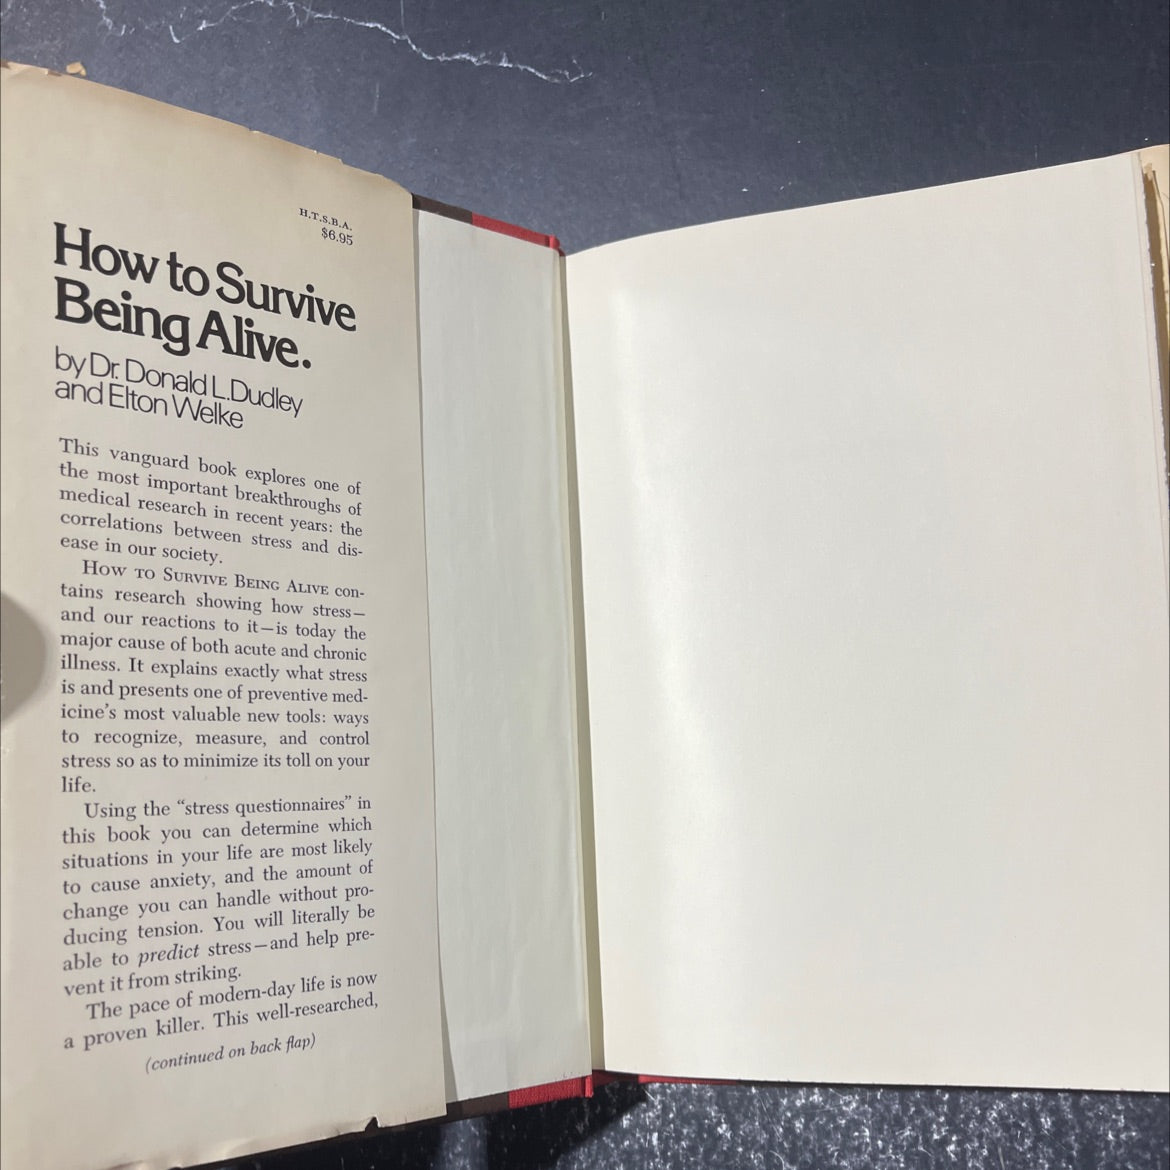 H.T.S.B.A.
$6.95
How to Survive
Being Alive.
by Dr. Donald L. Dudley
and Elton Welke
This vanguard book explores one of
the most important breakthroughs of
medical research in recent years: the
correlations between stress and dis-
ease in our society.
How to Survive Being Alive con-
tains research showing how stress—
and our reactions to it—is today the
major cause of both acute and chronic
illness. It explains exactly what stress
is and presents one of preventive med-
icine's most valuable new tools: ways
to recognize, measure, and control
stress so as to minimize its toll on your
life.
Using the “stress questionnaires” in
this book you can determine which
situations in your life are most likely
to cause anxiety, and the amount of
change you can handle without pro-
ducing tension. You will literally be
able to predict stress—and help pre-
vent it from striking.
The pace of modern-day life is now
a proven killer. This well-researched,
(continued on back flap)